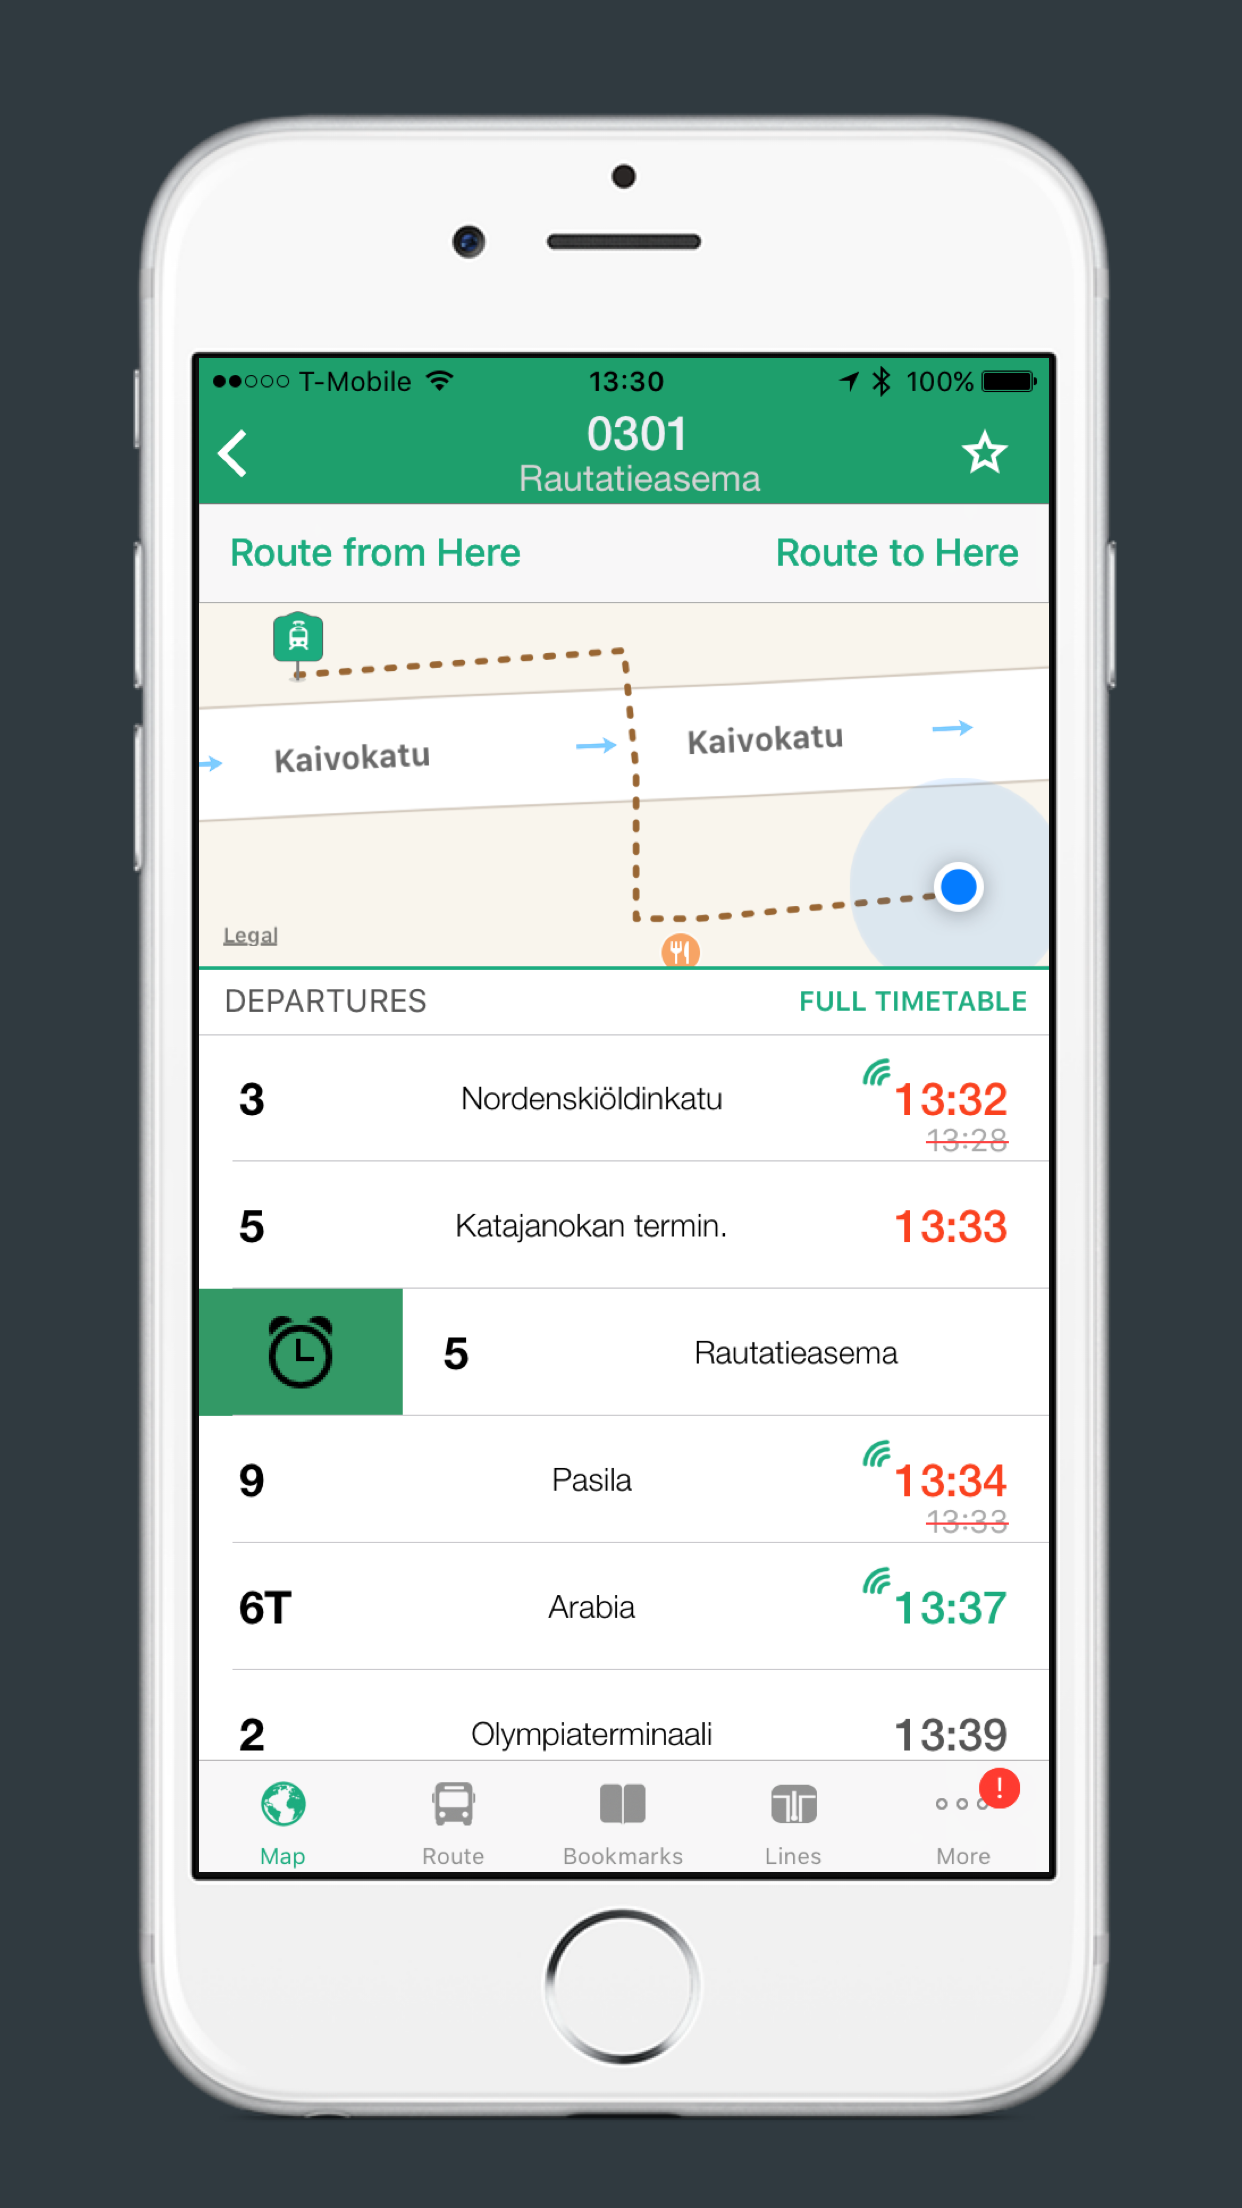 T-Mobile 13:30 100%
0301
Rautatieasema
Route from Here Route to Here
Kaivokatu Kaivokatu
Legal
DEPARTURES FULL TIMETABLE
3 Nordenskiöldinkatu 13:32
13:28
5 Katajanokan termin. 13:33
5 Rautatieasema
9 Pasila 13:34
13:33
6T Arabia 13:37
2 Olympiaterminaali 13:39
!
Map Route Bookmarks Lines More